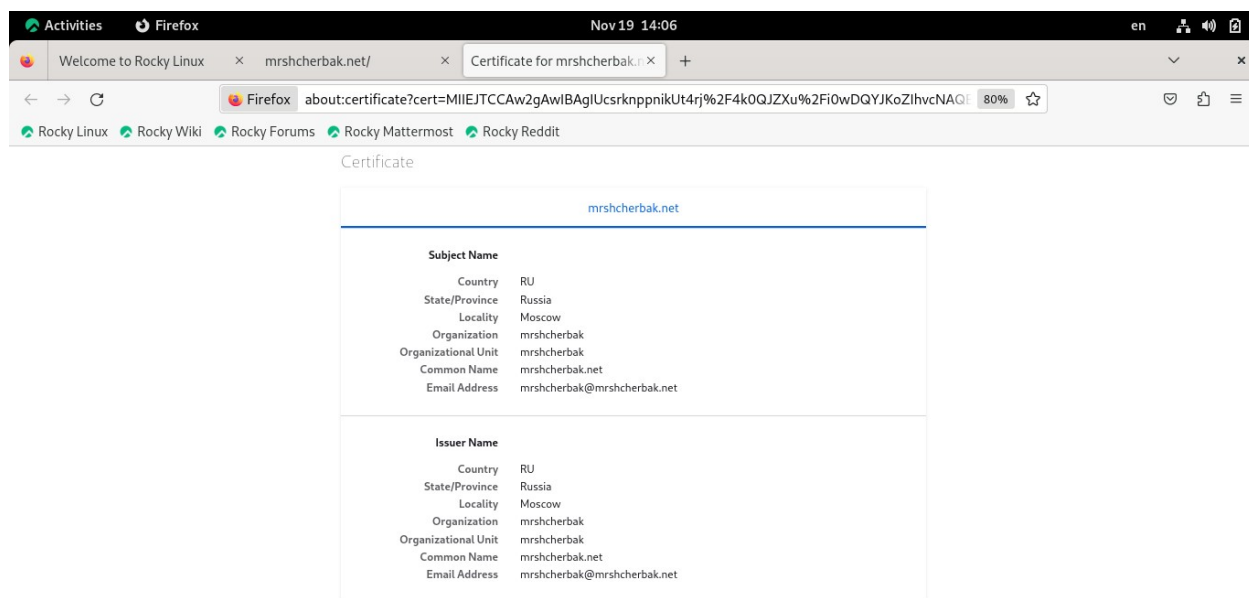 Activities Firefox Nov 19 14:06 en
Welcome to Rocky Linux × mrshcherbak.net/ × Certificate for mrshcherbak.n × + ×
Firefox about:certificate?cert=MIIEJTCCAw2gAwIBAgIUcsrknppnikUt4rj%2F4k0QJZXu%2Fi0wDQYJKoZIhvcNAQE 80%
Rocky Linux Rocky Wiki Rocky Forums Rocky Mattermost Rocky Reddit
Certificate
mrshcherbak.net
Subject Name
Country RU
State/Province Russia
Locality Moscow
Organization mrshcherbak
Organizational Unit mrshcherbak
Common Name mrshcherbak.net
Email Address mrshcherbak@mrshcherbak.net
Issuer Name
Country RU
State/Province Russia
Locality Moscow
Organization mrshcherbak
Organizational Unit mrshcherbak
Common Name mrshcherbak.net
Email Address mrshcherbak@mrshcherbak.net